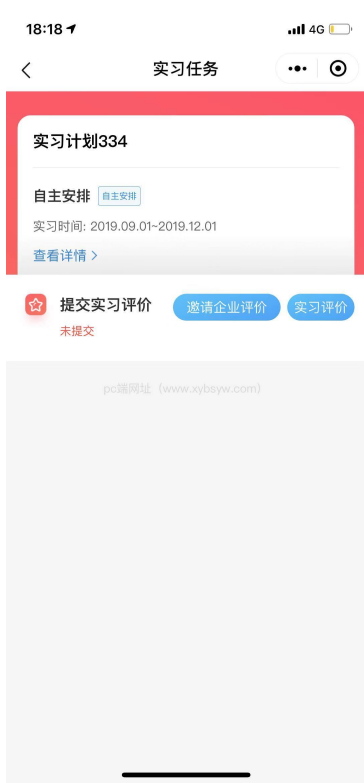 18:18
4G
实习任务
实习计划334
自主安排 自主安排
实习时间: 2019.09.01~2019.12.01
查看详情
提交实习评价 邀请企业评价 实习评价
未提交
pc端网址（www.xybsyw.com）